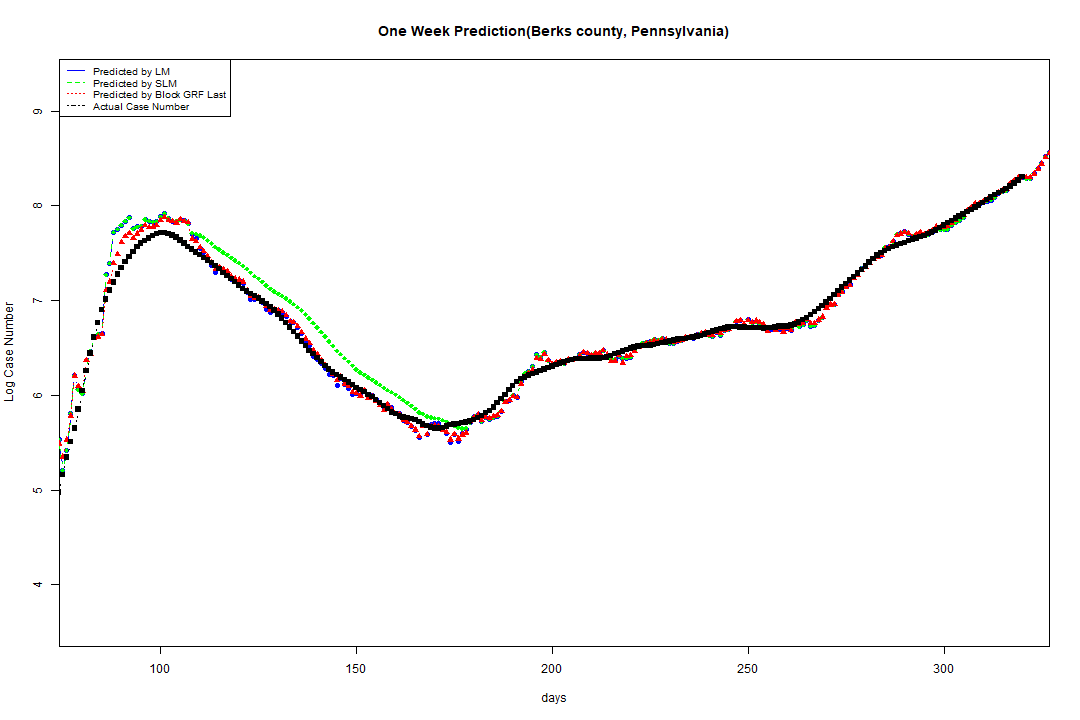 One Week Prediction(Berks county, Pennsylvania)
Predicted by LM
Predicted by SLM
Predicted by Block GRF Last
Actual Case Number
Log Case Number
9
8
7
6
5
4
100 150 200 250 300
days